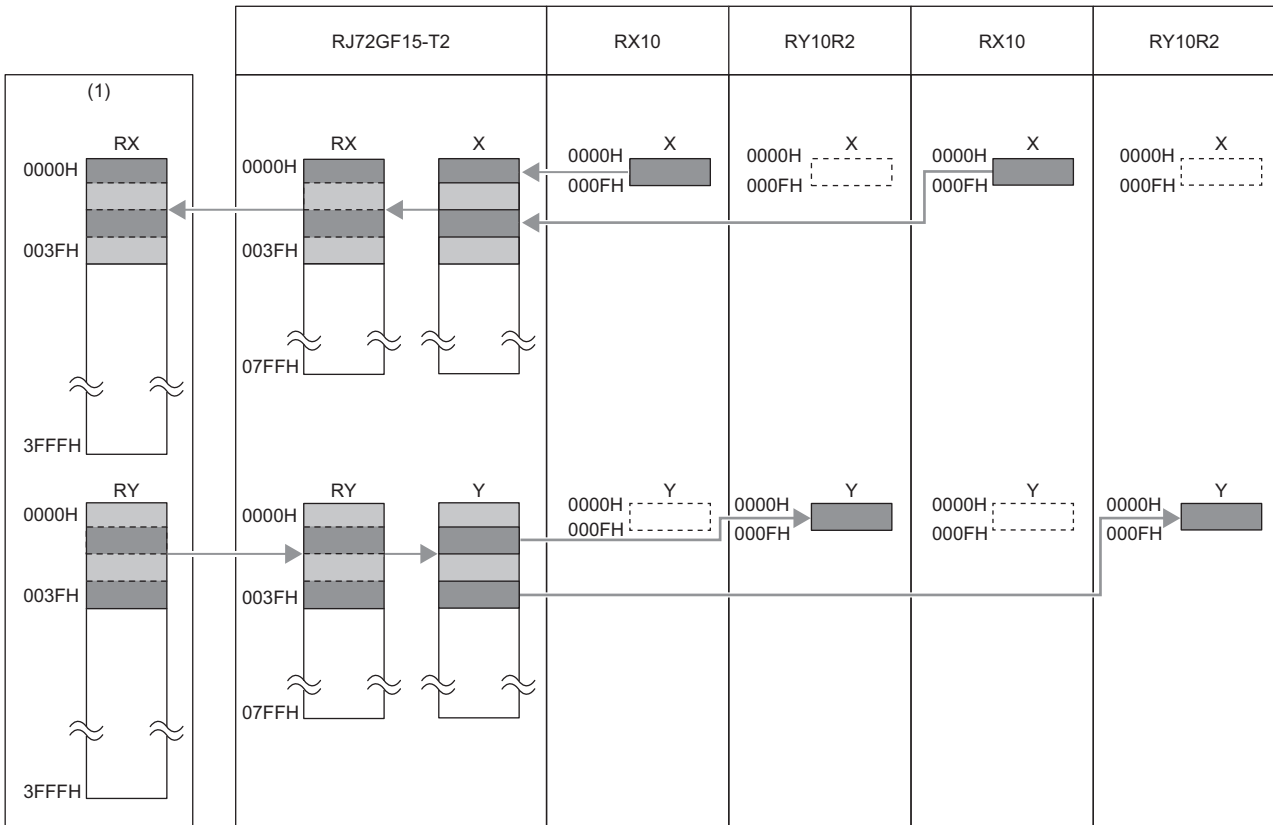 RJ72GF15-T2 RX10 RY10R2 RX10 RY10R2
(1)
RX RX X X X X X
0000H 0000H 0000H 0000H 0000H 0000H
000FH 000FH 000FH 000FH
003FH 003FH
07FFH
3FFFH
RY RY Y Y Y Y Y
0000H 0000H 0000H 0000H 0000H 0000H
000FH 000FH 000FH 000FH
003FH 003FH
07FFH
3FFFH